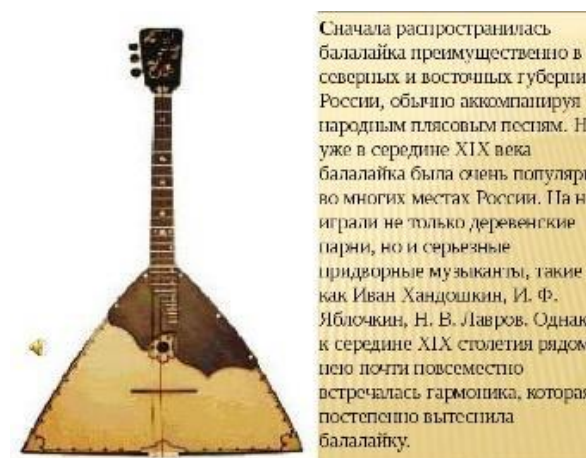 Сначала распространилась
балалайка преимущественно в
северных и восточных губерни
России, обычно аккомпанируя
народным плясовым песням. Н
уже в середине XIX века
балалайка была очень популярн
во многих местах России. На н
играли не только деревенские
парни, но и серьезные
придворные музыканты, такие
как Иван Хандошкин, И. Ф.
Яблочкин, Н. В. Лавров. Однак
к середине XIX столетия рядом
нею почти повсеместно
встречалась гармоника, которая
постепенно вытеснила
балалайку.